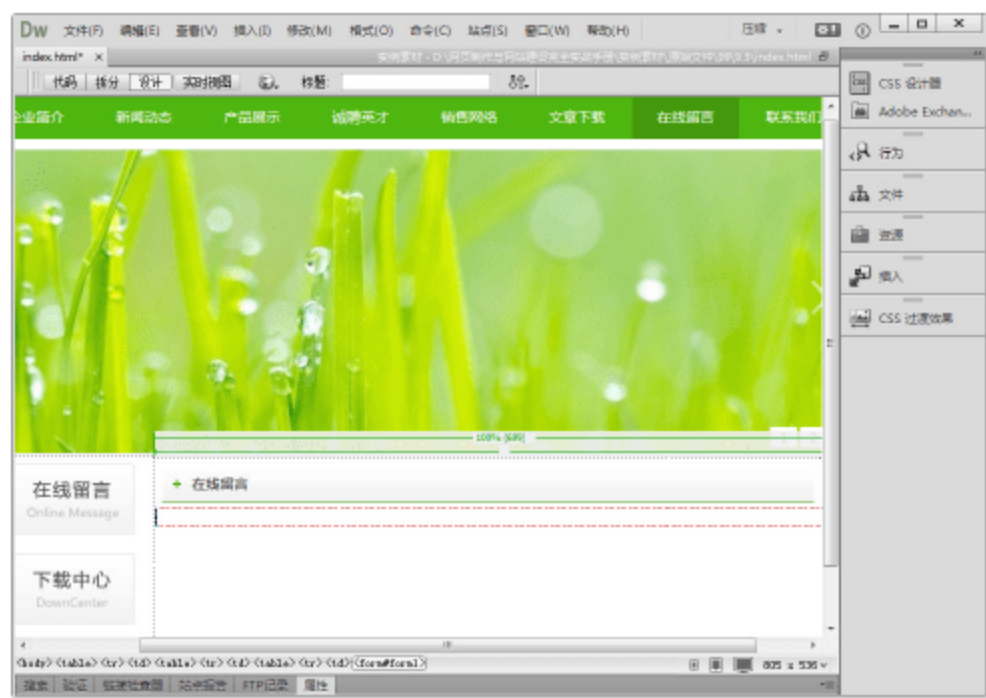 Dw 文件(F) 编辑(E) 查看(V) 插入(I) 修改(M) 格式(O) 命令(C) 站点(S) 窗口(W) 帮助(H) 压缩
index.html* ×
代码 拆分 设计 实时视图 标题:
企业简介 新闻动态 产品展示 诚聘英才 销售网络 文章下载 在线留言 联系我们
CSS 设计器
Adobe Exchan...
行为
文件
资源
插入
CSS 过渡效果
100% (689)
在线留言
Online Message
+ 在线留言
下载中心
DownCenter
<body> <table> <tr> <td> <table> <tr> <td> <table> <tr> <td> <form#form1> 805 x 536
搜索 验证 链接检查器 站点报告 FTP记录 属性